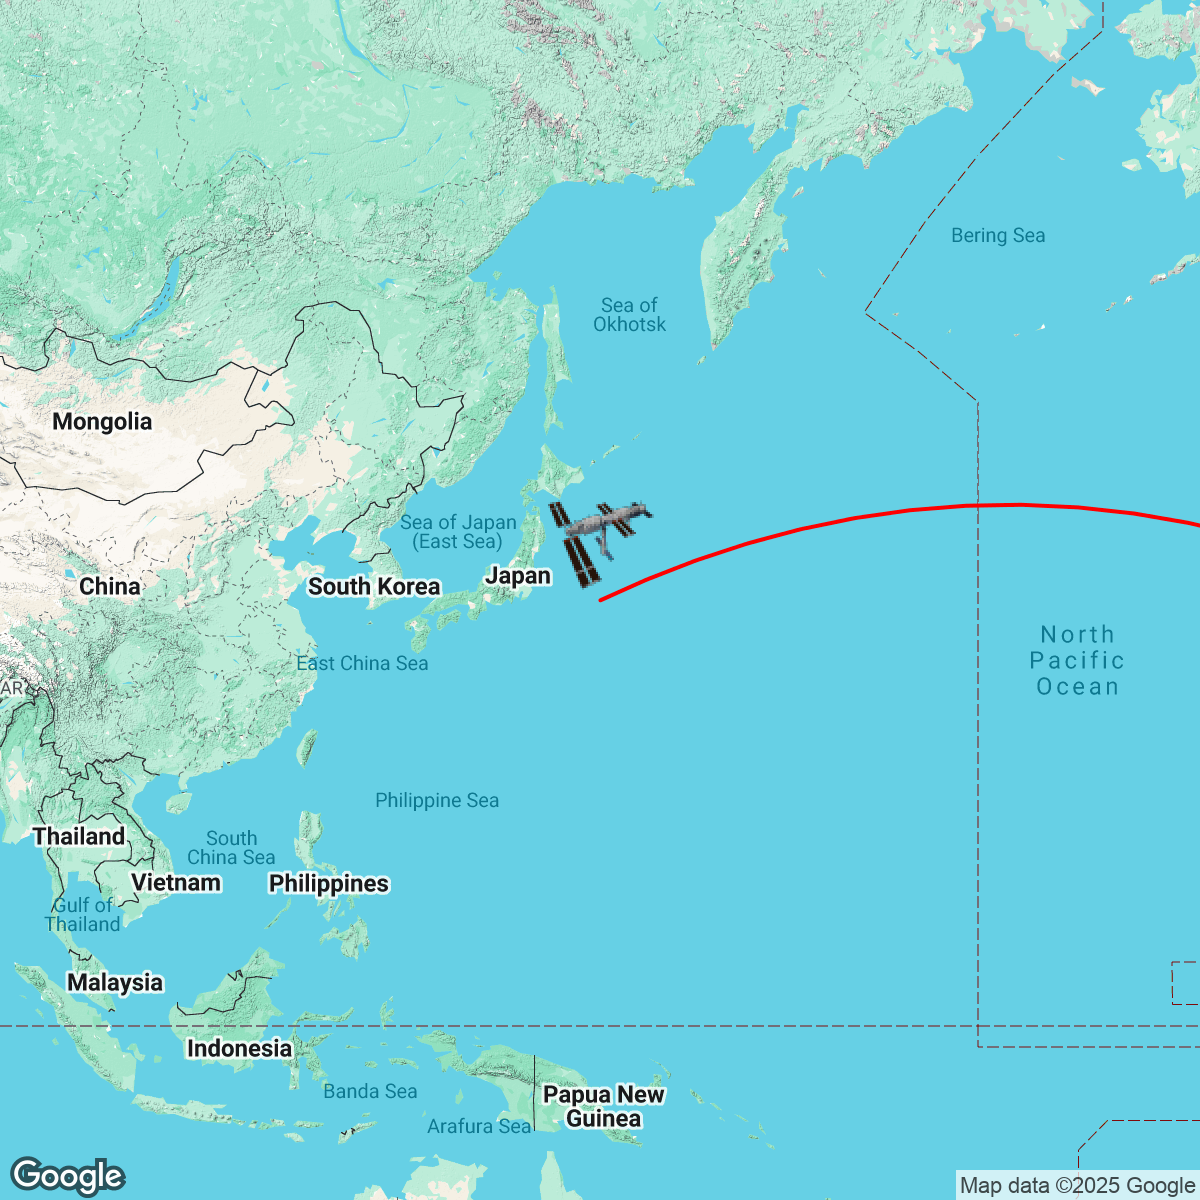 Bering Sea
Sea of
Okhotsk
Mongolia
Sea of Japan
(East Sea)
Japan
China
South Korea
North
Pacific
Ocean
East China Sea
AR
Philippine Sea
Thailand
South
China Sea
Vietnam
Philippines
Gulf of
Thailand
Malaysia
Indonesia
Banda Sea
Papua New
Guinea
Arafura Sea
Google
Map data ©2025 Google